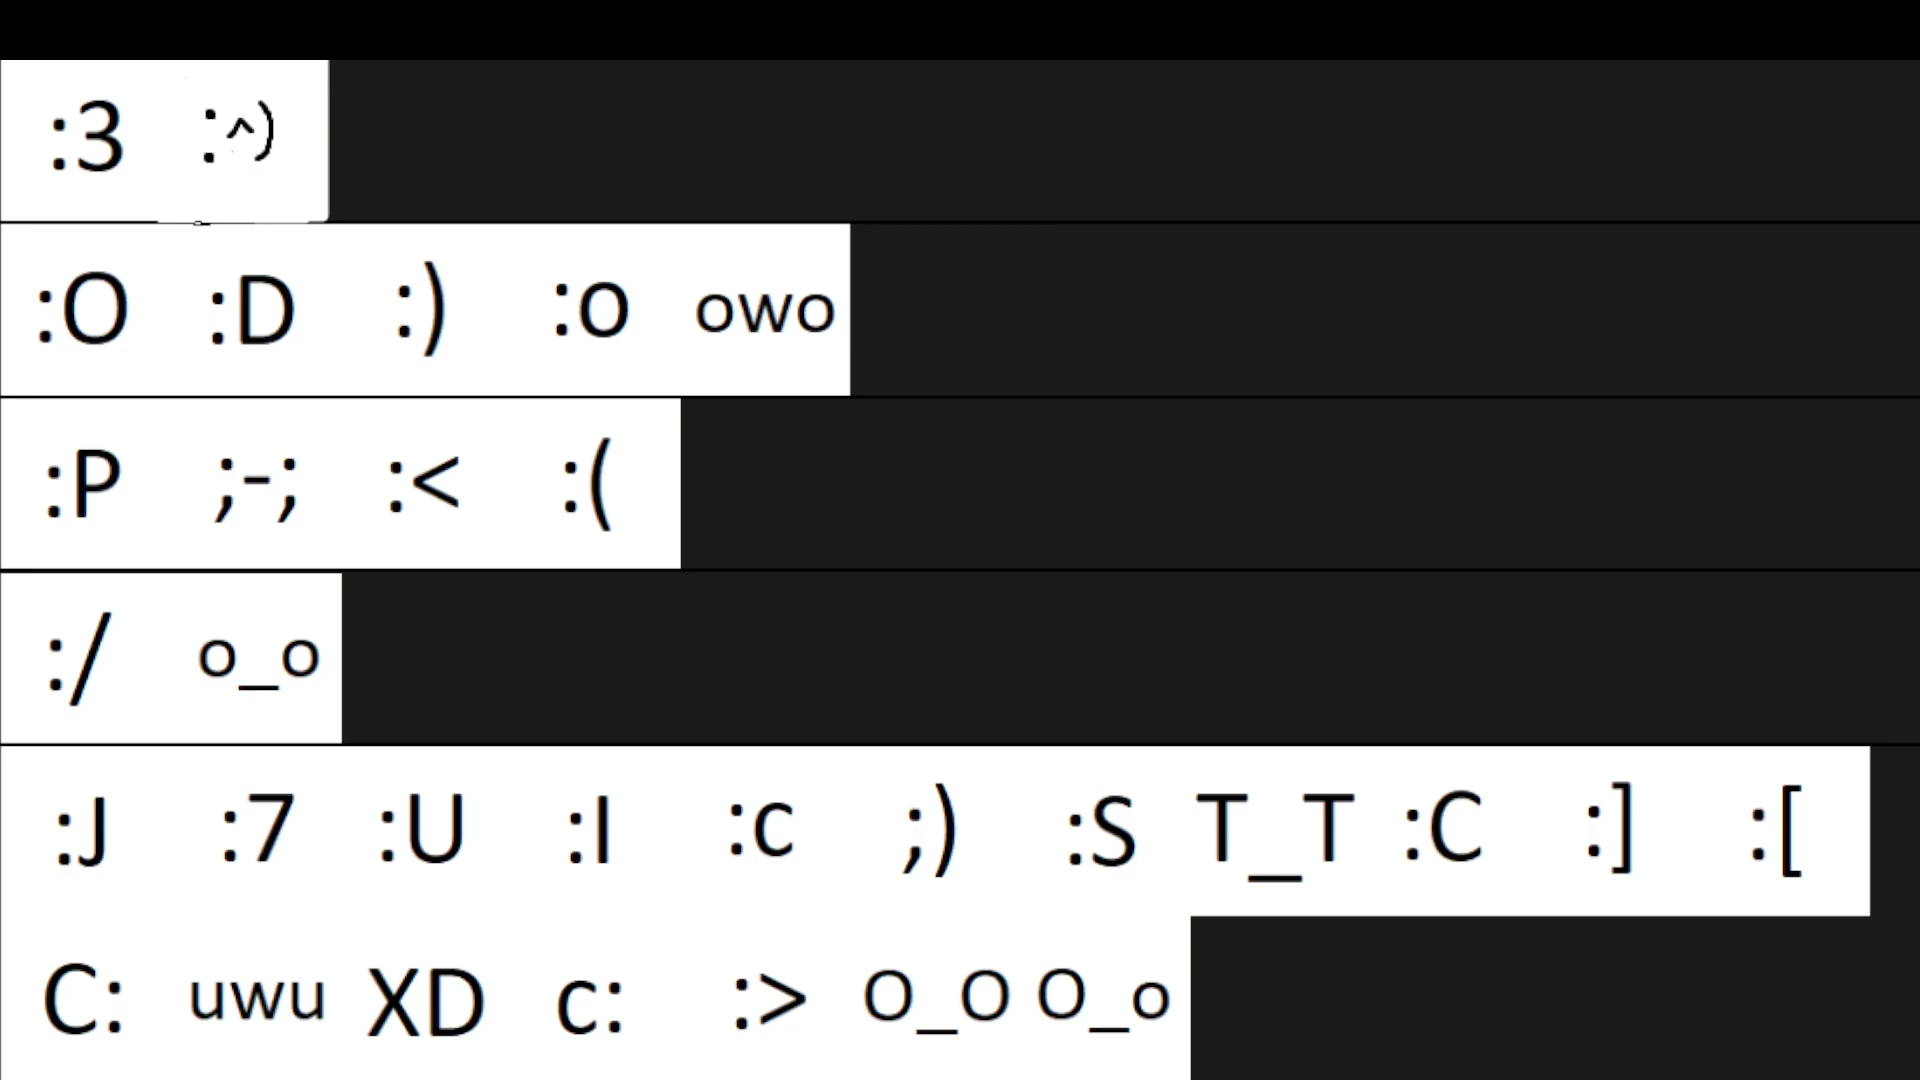 :3 :^)
:O :D :) :o owo
:P ;-; :< :(
:/ o_o
:J :7 :U :I :c ;) :S T_T :C :] :[
C: uwu XD c: :> O_O O_o